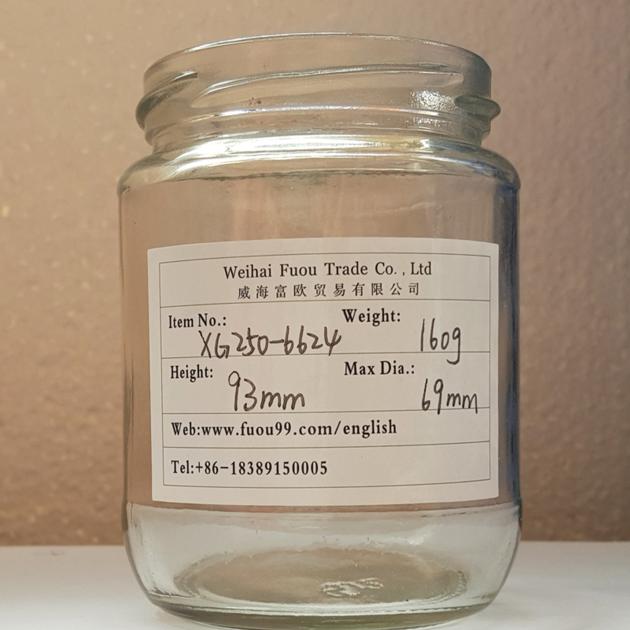 Weihai Fuou Trade Co., Ltd
威海富欧贸易有限公司
Item No.: XG250-6624 Weight: 160g
Height: 93mm Max Dia.: 69mm
Web:www.fuou99.com/english
Tel:+86-18389150005